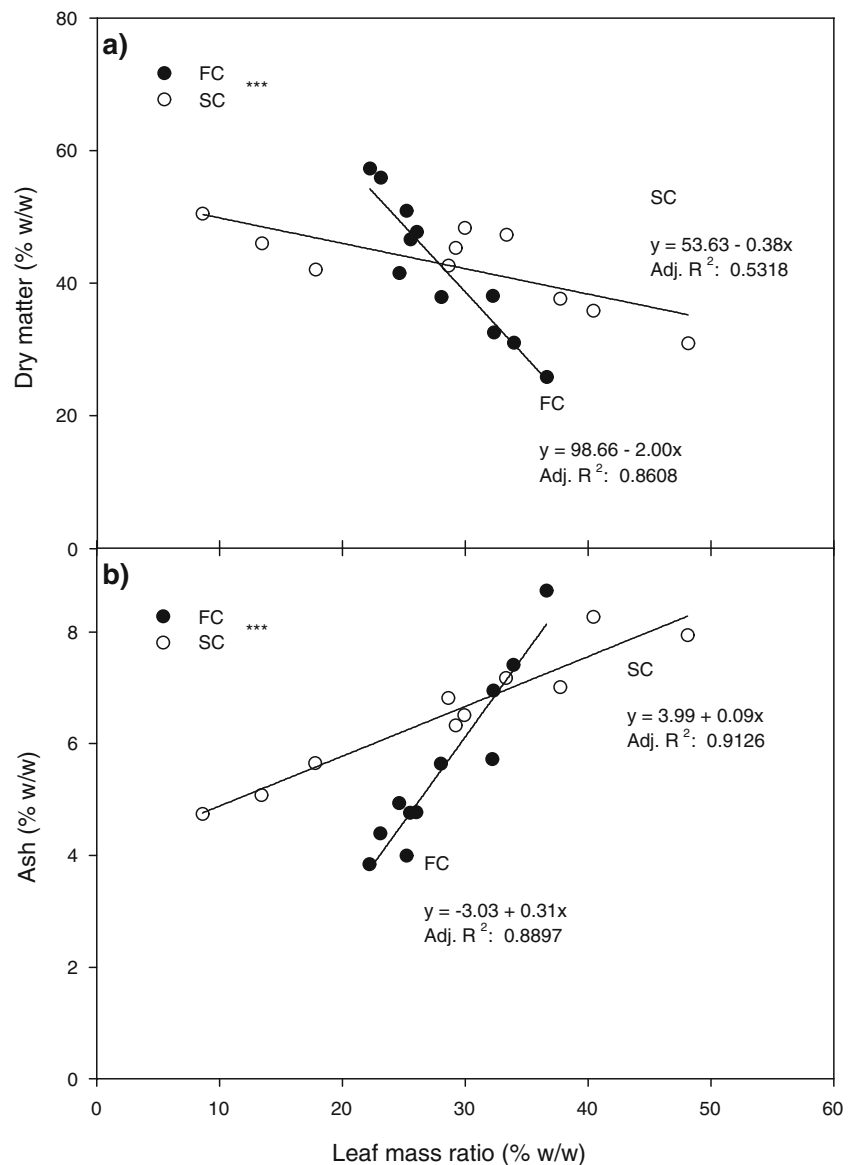 a)
80
60
40
20
0
Dry matter (% w/w)
FC
SC
***
SC
y = 53.63 - 0.38x
Adj. R 2: 0.5318
FC
y = 98.66 - 2.00x
Adj. R 2: 0.8608
b)
8
6
4
2
0
Ash (% w/w)
FC
SC
***
SC
y = 3.99 + 0.09x
Adj. R 2: 0.9126
FC
y = -3.03 + 0.31x
Adj. R 2: 0.8897
0 10 20 30 40 50 60
Leaf mass ratio (% w/w)